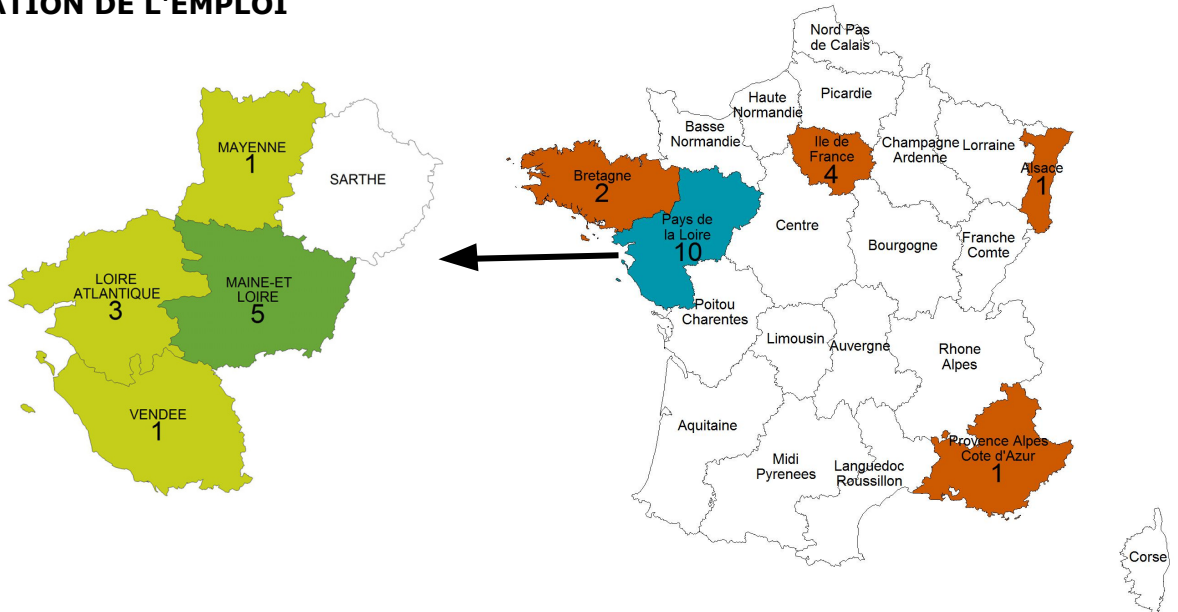 ATION DE L'EMPLOI
MAYENNE
1
SARTHE
LOIRE
ATLANTIQUE
3
MAINE-ET
LOIRE
5
VENDEE
1
Nord Pas
de Calais
Picardie
Haute
Normandie
Basse
Normandie
Ile de
France
4
Champagne
Ardenne
Lorraine
Alsace
1
Bretagne
2
Pays de
la Loire
10
Centre
Bourgogne
Franche
Comte
Poitou
Charentes
Limousin
Auvergne
Rhone
Alpes
Aquitaine
Midi
Pyrenees
Languedoc
Roussillon
Provence Alpes
Cote d'Azur
1
Corse